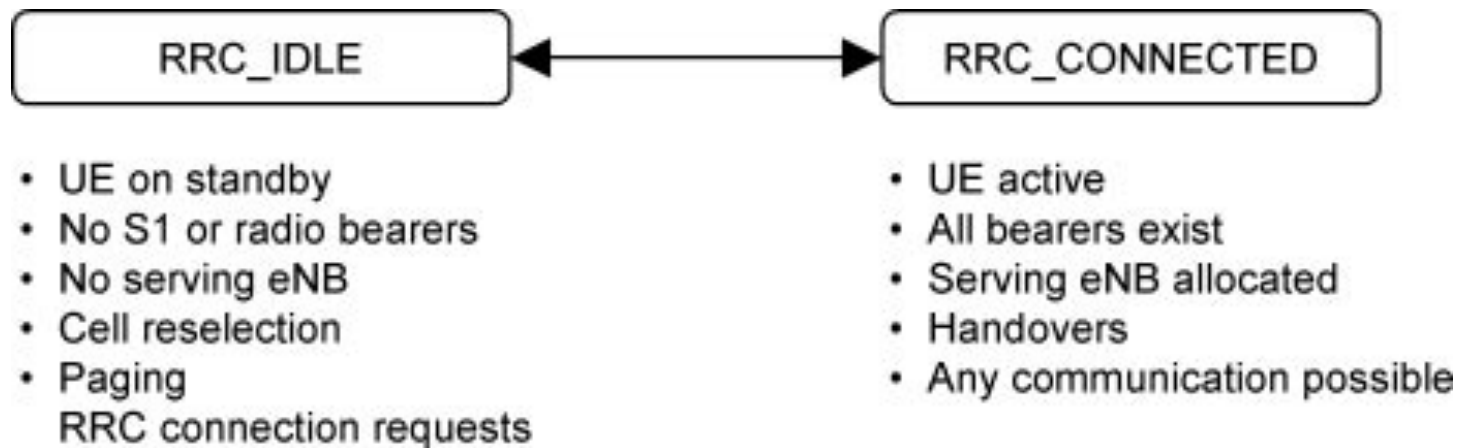 RRC_IDLE
RRC_CONNECTED
• UE on standby
• No S1 or radio bearers
• No serving eNB
• Cell reselection
• Paging
RRC connection requests
• UE active
• All bearers exist
• Serving eNB allocated
• Handovers
• Any communication possible